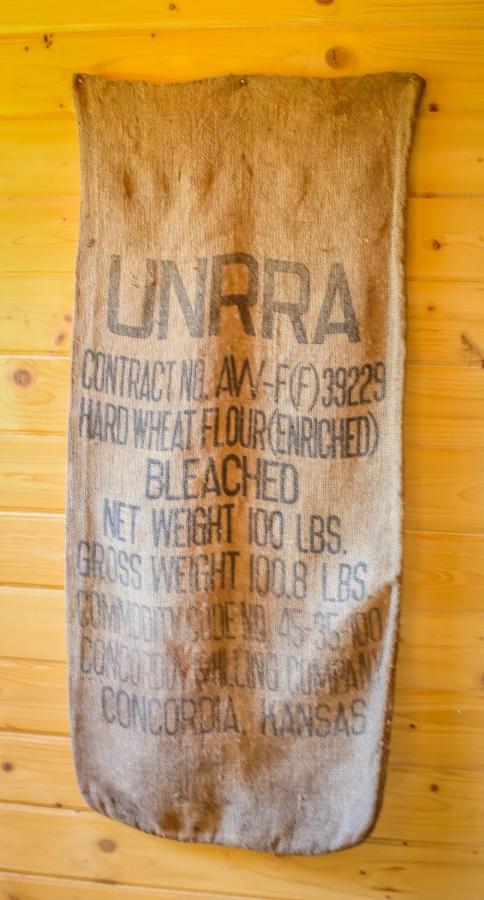 UNRRA
CONTRACT NO. AW-F(F)39229
HARD WHEAT FLOUR(ENRICHED)
BLEACHED
NET WEIGHT 100 LBS.
GROSS WEIGHT 100.8 LBS.
COMMODITY CODE NO. 45-35-100
CONCORDIA MILLING COMPANY
CONCORDIA, KANSAS